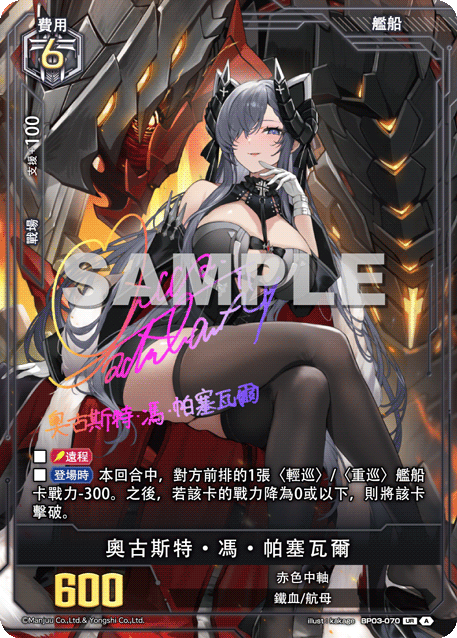 費用
6
艦船
支援+100
戰場
SAMPLE
奧古斯特·馮·帕塞瓦爾
遠程
登場時 本回合中，對方前排的1張〈輕巡〉/〈重巡〉艦船
卡戰力-300。之後，若該卡的戰力降為0或以下，則將該卡
擊破。
奧古斯特・馮・帕塞瓦爾
600
赤色中軸
鐵血/航母
©Manjuu Co.,Ltd.& Yongshi Co.,Ltd. illust : kakage BP03-070 UR A